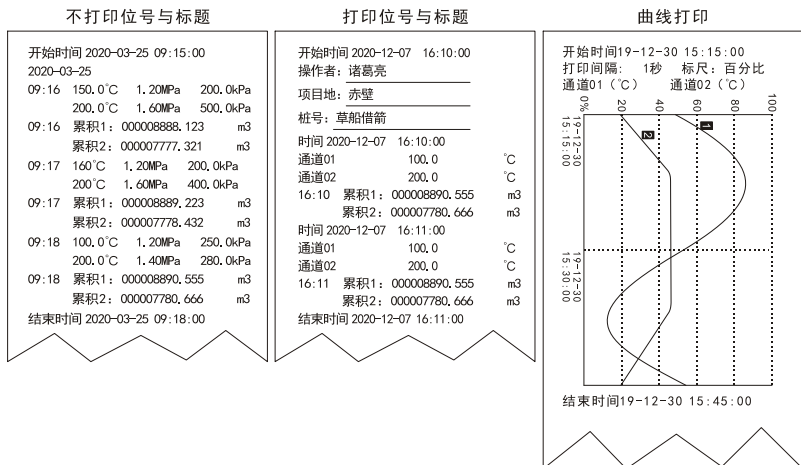 不打印位号与标题
开始时间 2020-03-25 09:15:00
2020-03-25
09:16 150.0℃ 1.20MPa 200.0kPa
200.0℃ 1.60MPa 500.0kPa
09:16 累积1: 000008888.123 m3
累积2: 000007777.321 m3
09:17 160℃ 1.20MPa 200.0kPa
200℃ 1.60MPa 400.0kPa
09:17 累积1: 000008889.223 m3
累积2: 000007778.432 m3
09:18 100.0℃ 1.20MPa 250.0kPa
200.0℃ 1.40MPa 280.0kPa
09:18 累积1: 000008890.555 m3
累积2: 000007780.666 m3
结束时间 2020-03-25 09:18:00
打印位号与标题
开始时间 2020-12-07 16:10:00
操作者: 诸葛亮
项目地: 赤壁
桩号: 草船借箭
时间 2020-12-07 16:10:00
通道01 100.0 ℃
通道02 200.0 ℃
16:10 累积1: 000008890.555 m3
累积2: 000007780.666 m3
时间 2020-12-07 16:11:00
通道01 100.0 ℃
通道02 200.0 ℃
16:11 累积1: 000008890.555 m3
累积2: 000007780.666 m3
结束时间 2020-12-07 16:11:00
曲线打印
开始时间19-12-30 15:15:00
打印间隔: 1秒 标尺: 百分比
通道01（℃） 通道02（℃）
0% 20 40 60 80 100
19-12-30
15:15:00
2 1
19-12-30
15:30:00
结束时间19-12-30 15:45:00